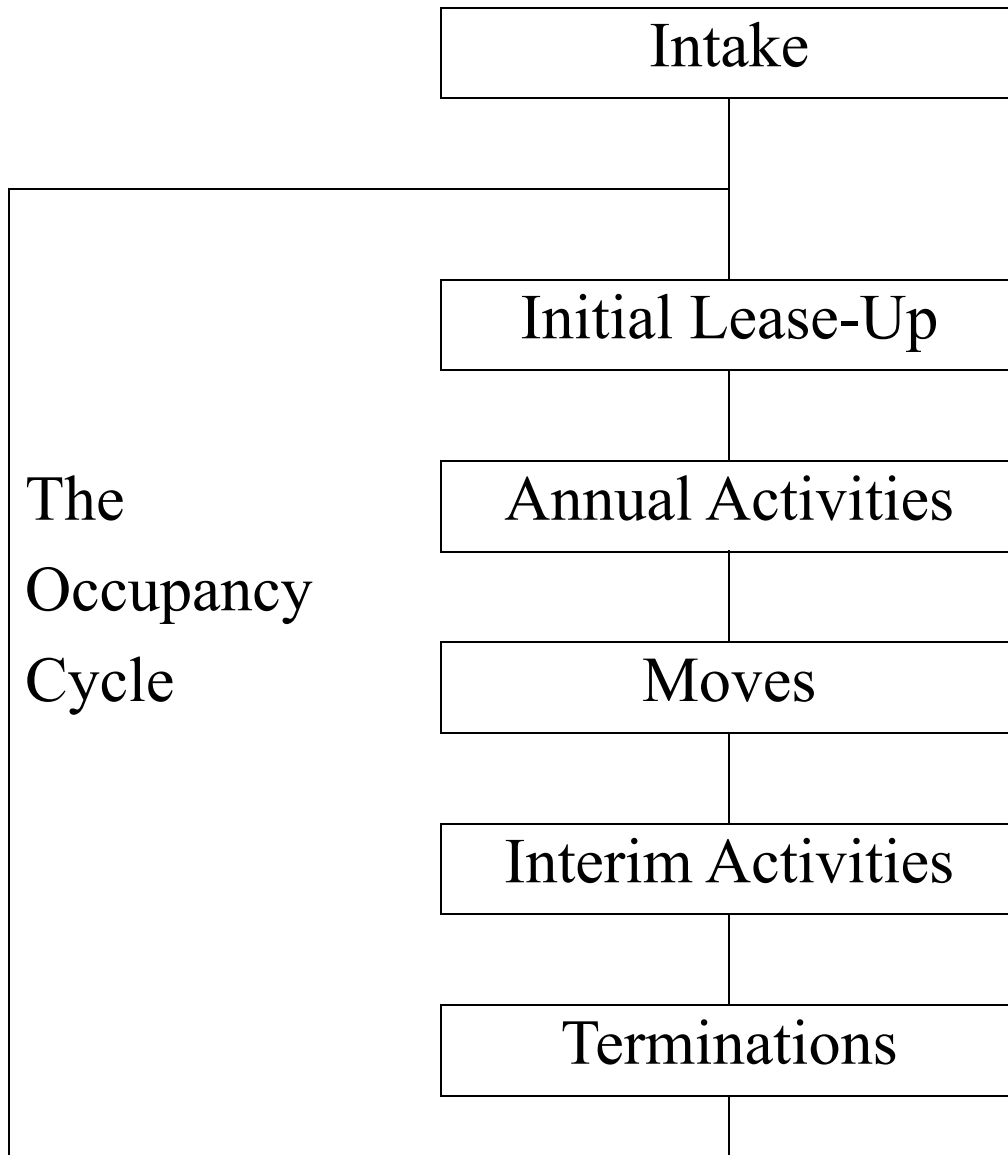 Intake
Initial Lease-Up
The
Annual Activities
Occupancy
Cycle
Moves
Interim Activities
Terminations